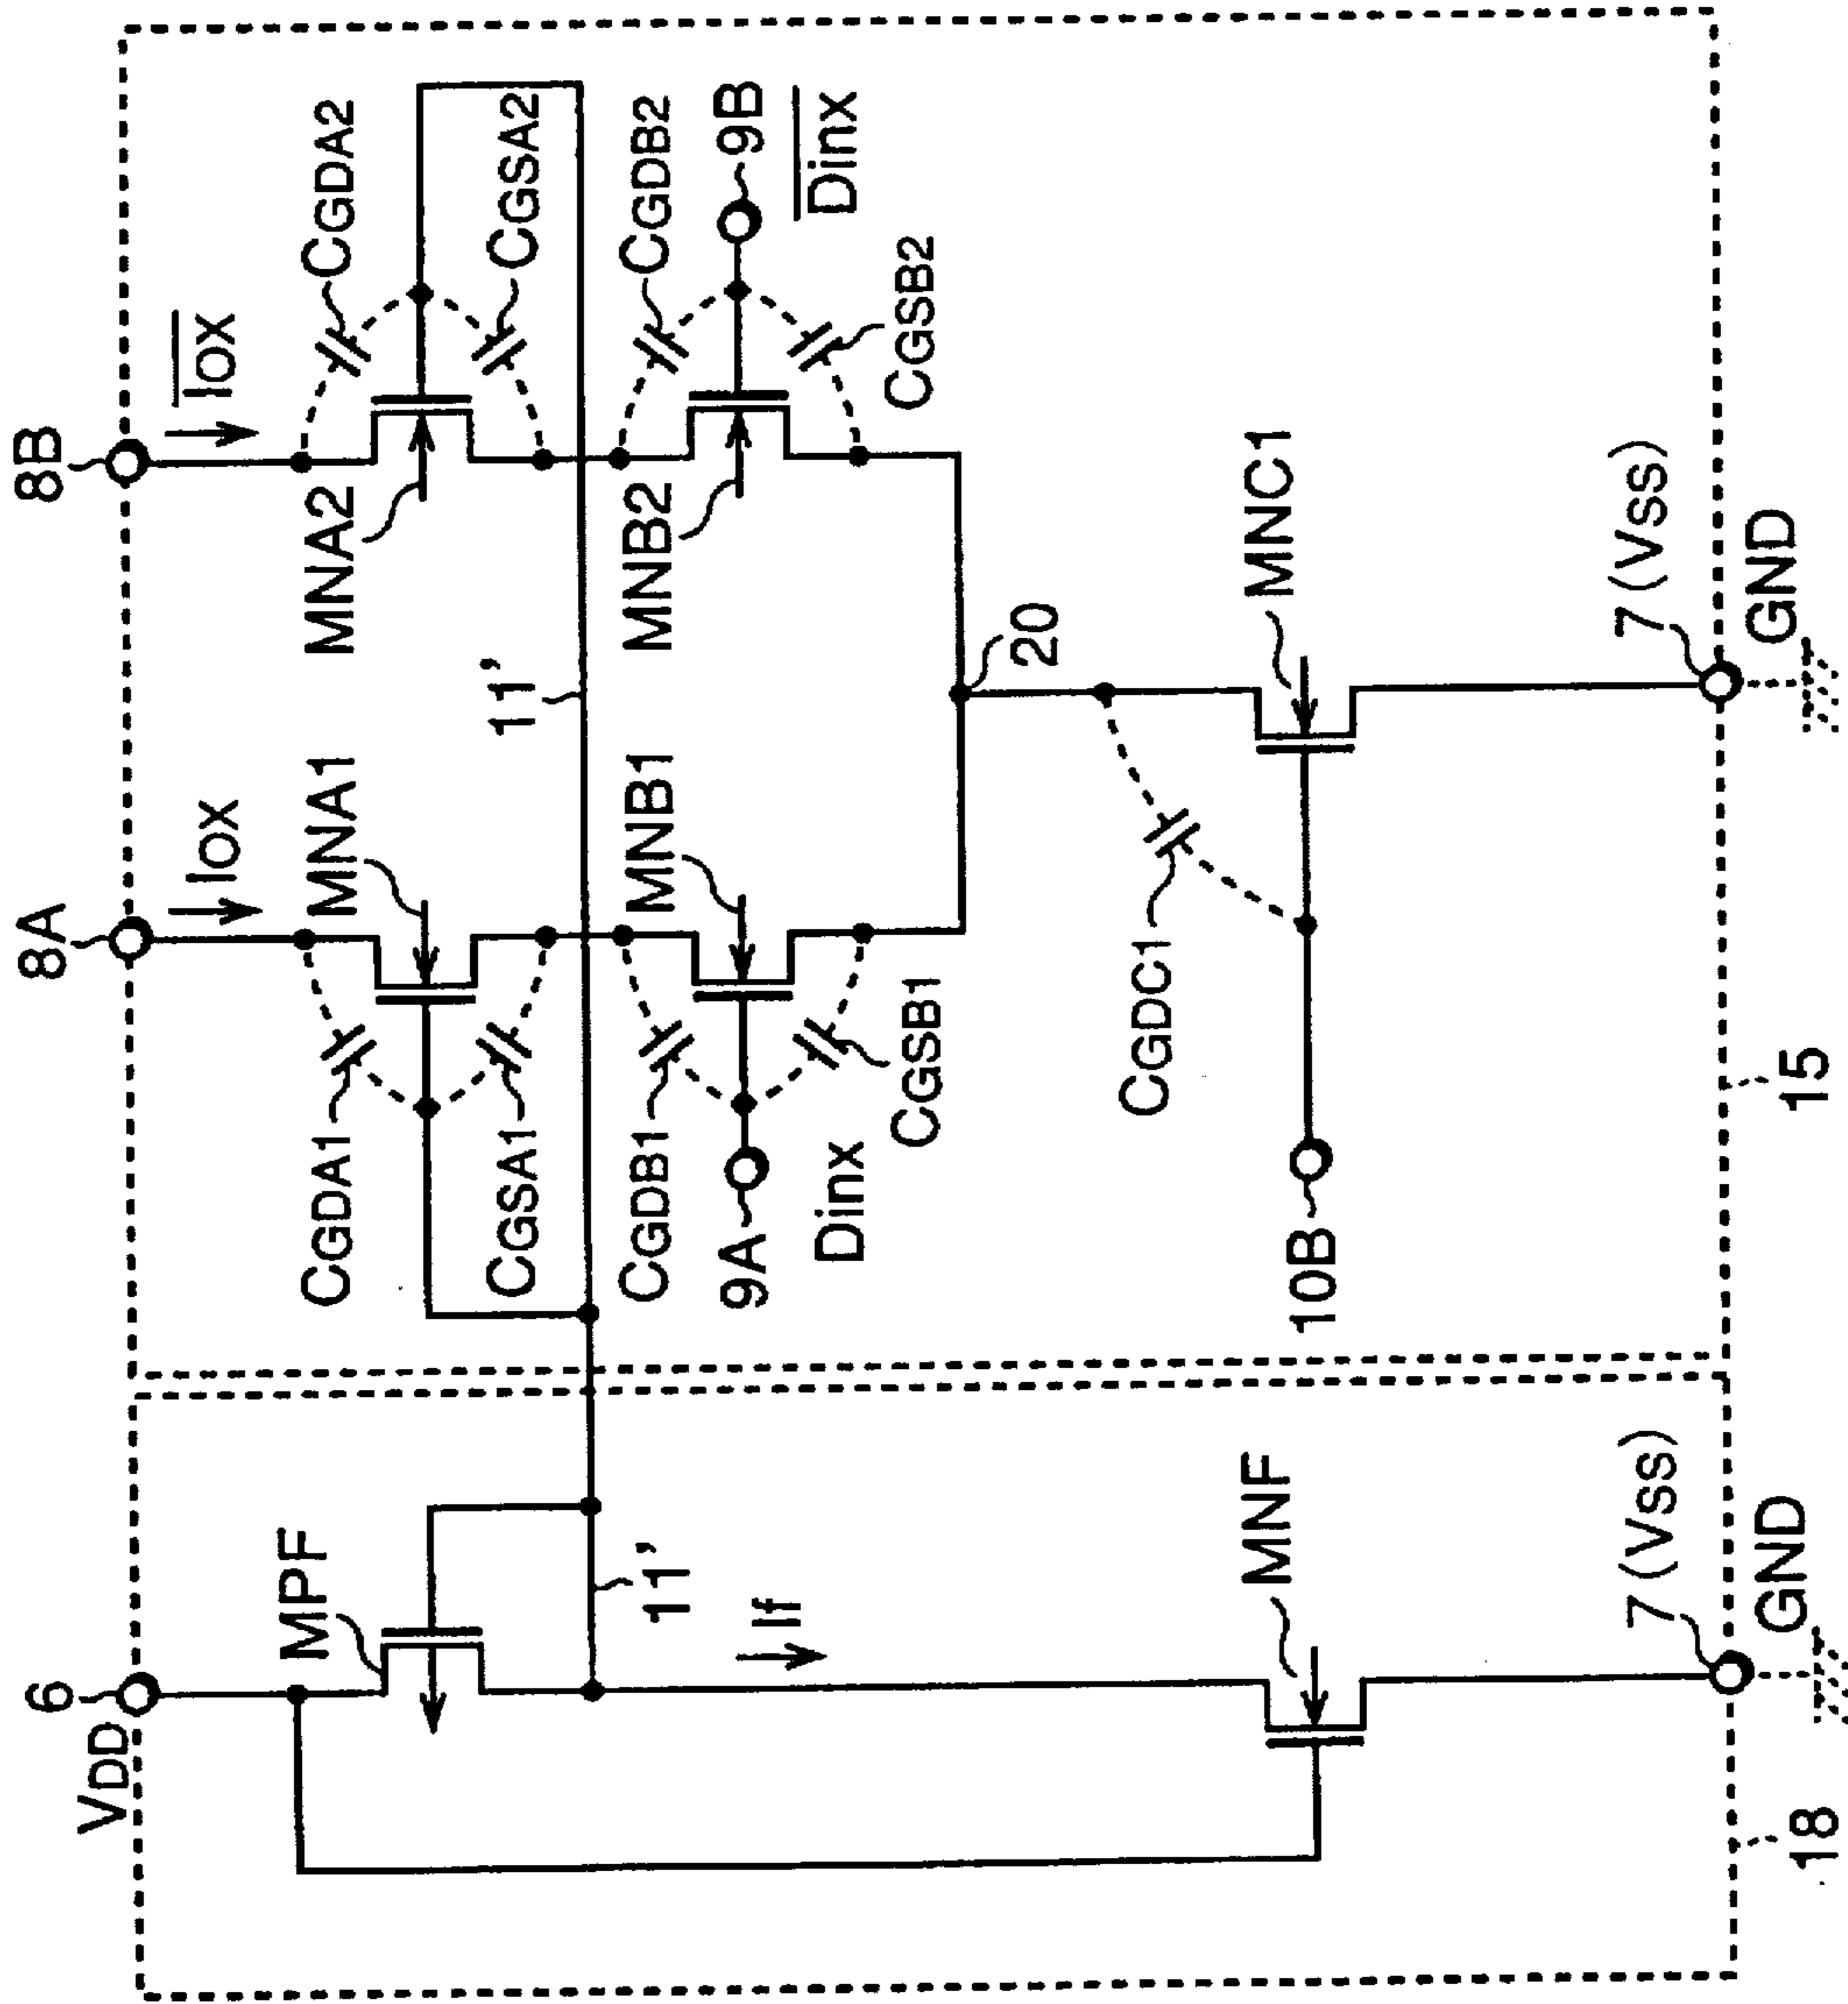 6
VDD
MPF
11'
If
MNF
7 (VSS)
GND
18
8A
Iox
MNA1
CGDA1
CGSA1
MNB1
CGDB1
9A
Dinx
CGSB1
11'
8B
Iox
MNA2
CGDA2
CGSA2
MNB2
CGDB2
9B
Dinx
CGSB2
20
MNC1
CGDC1
10B
7 (VSS)
GND
15